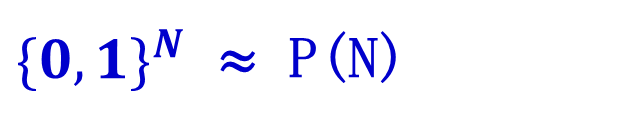 {0,1}^N ≈ P(N)